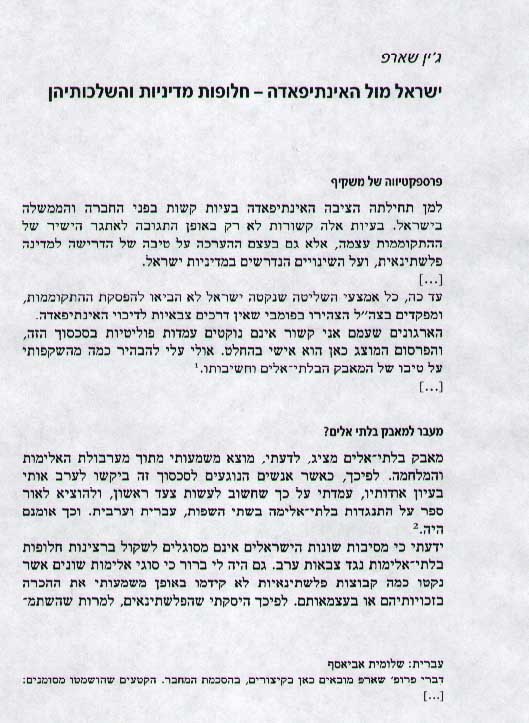 ג'ין שארפ
ישראל מול האינתיפאדה – חלופות מדיניות והשלכותיהן
פרספקטיווה של משקיף
למן תחילתה הציבה האינתיפאדה בעיות קשות בפני החברה והממשלה
בישראל. בעיות אלה קשורות לא רק באופן התגובה לאתגר הישיר של
ההתקוממות עצמה, אלא גם בעצם ההערכה על טיבה של הדרישה למדינה
פלשתינאית, ועל השינויים הנדרשים במדיניות ישראל.
[...]
עד כה, כל אמצעי השליטה שנקטה ישראל לא הביאו להפסקת ההתקוממות,
ומפקדים בצה״ל הצהירו בפומבי שאין דרכים צבאיות לדיכוי האינתיפאדה.
הארגונים שעמם אני קשור אינם נוקטים עמדות פוליטיות בסכסוך הזה,
והפרסום המוצג כאן הוא אישי בהחלט. אולי עלי להבהיר כמה מהשקפותי
על טיבו של המאבק הבלתי־אלים וחשיבותו.¹
[...]
מעבר למאבק בלתי אלים?
מאבק בלתי־אלים מציג, לדעתי, מוצא משמעותי מתוך מערבולת האלימות
והמלחמה. לפיכך, כאשר אנשים הנוגעים לסכסוך זה ביקשו לערב אותי
בעיון אודותיו, עמדתי על כך שחשוב לעשות צעד ראשון, ולהוציא לאור
ספר על התנגדות בלתי־אלימה בשתי השפות, עברית וערבית. וכך אומנם
היה.²
ידעתי כי מסיבות שונות הישראלים אינם מסוגלים לשקול ברצינות חלופות
בלתי־אלימות נגד צבאות ערב. גם היה לי ברור כי סוגי אלימות שונים אשר
נקטו כמה קבוצות פלשתינאיות לא קידמו באופן משמעותי את ההכרה
בזכויותיהם או בעצמאותם. לפיכך היסקתי שהפלשתינאים, למרות שהשתמ־
עברית: שלומית אביאסף
דברי פרופ׳ שארפ מובאים כאן בקיצורים, בהסכמת המחבר. הקטעים שהושמטו מסומנים:
[...]